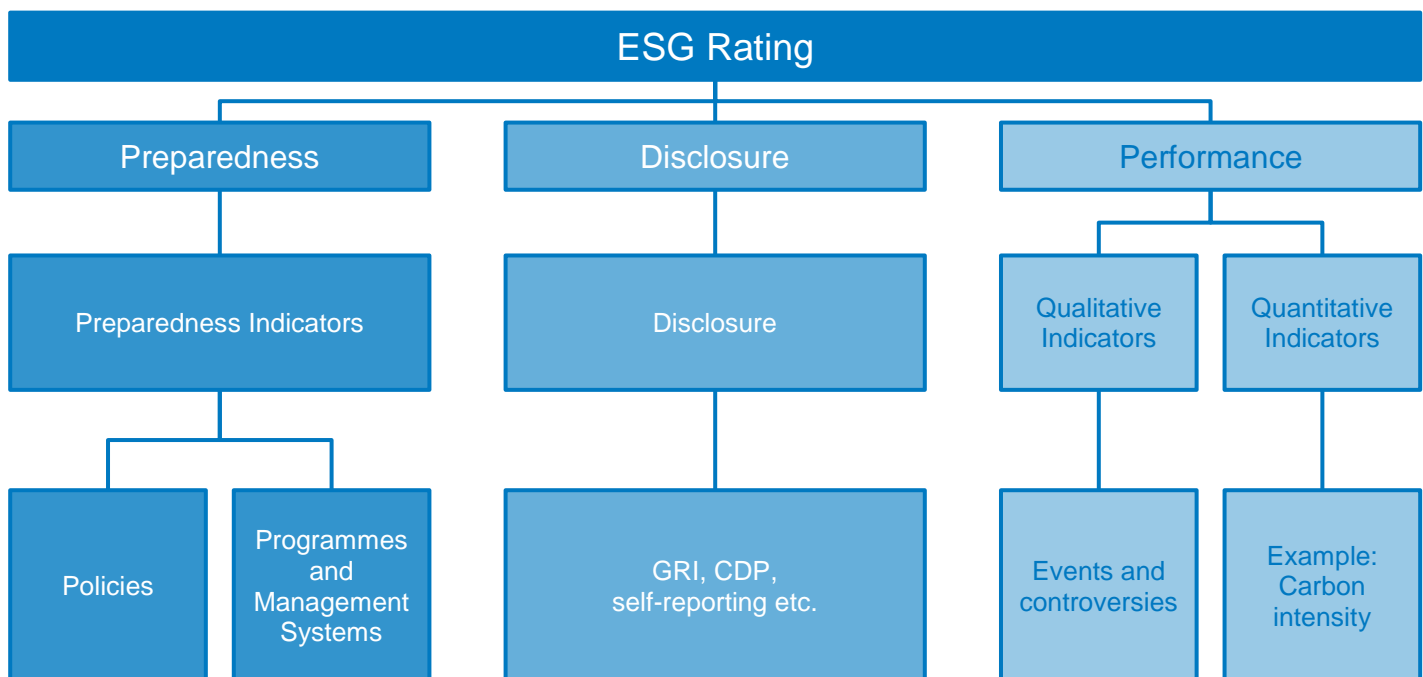 ESG Rating
Preparedness
Disclosure
Performance
Preparedness Indicators
Disclosure
Qualitative
Indicators
Quantitative
Indicators
Policies
Programmes
and
Management
Systems
GRI, CDP,
self-reporting etc.
Events and
controversies
Example:
Carbon
intensity